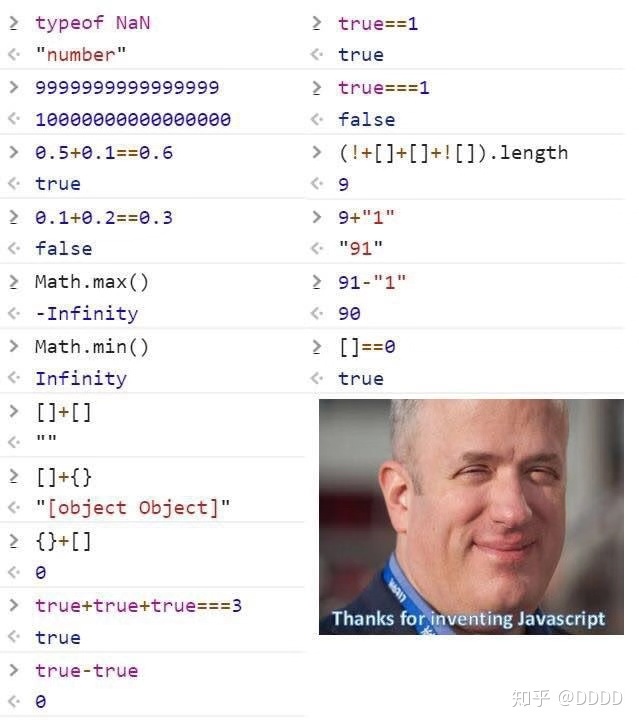 typeof NaN
"number"
9999999999999999
10000000000000000
0.5+0.1==0.6
true
0.1+0.2==0.3
false
Math.max()
-Infinity
Math.min()
Infinity
[]+[]
""
[]+{}
"[object Object]"
{}+[]
0
true+true+true===3
true
true-true
0
true==1
true
true===1
false
(!+[]+[]+![]).length
9
9+"1"
"91"
91-"1"
90
[]==0
true
Thanks for inventing Javascript
知乎 @DDDD